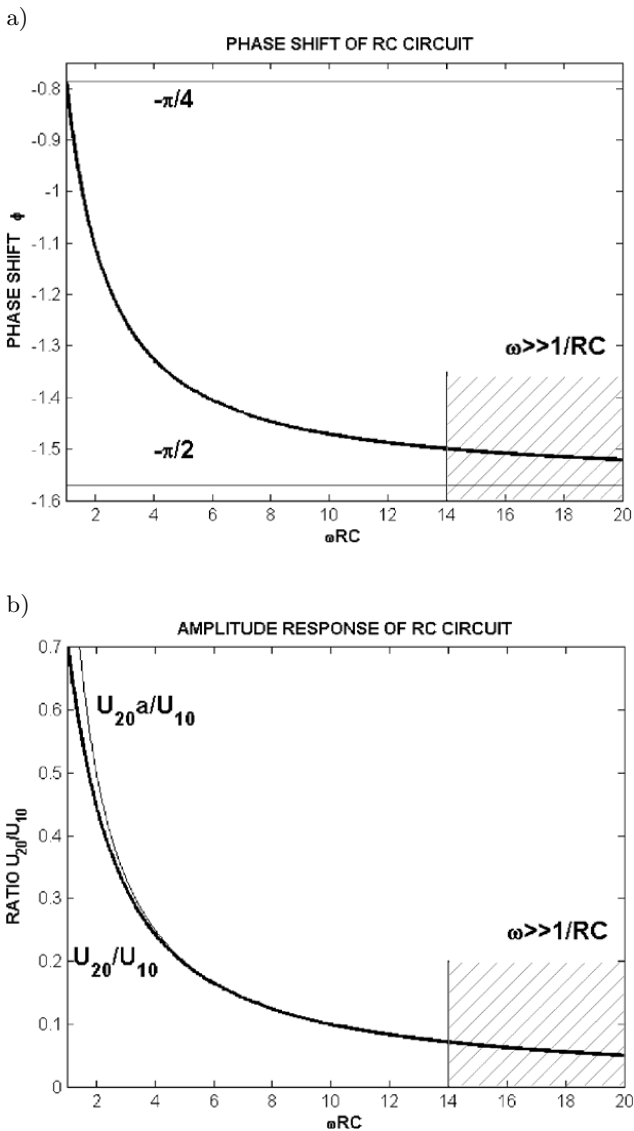 a)
PHASE SHIFT OF RC CIRCUIT
-0.8
-π/4
-0.9
-1
-1.1
-1.2
-1.3
ω>>1/RC
-1.4
-1.5
-π/2
-1.6
PHASE SHIFT ϕ
2 4 6 8 10 12 14 16 18 20
ωRC
b)
AMPLITUDE RESPONSE OF RC CIRCUIT
0.7
0.6
U20a/U10
0.5
0.4
0.3
ω>>1/RC
0.2
U20/U10
0.1
0
RATIO U20/U10
2 4 6 8 10 12 14 16 18 20
ωRC